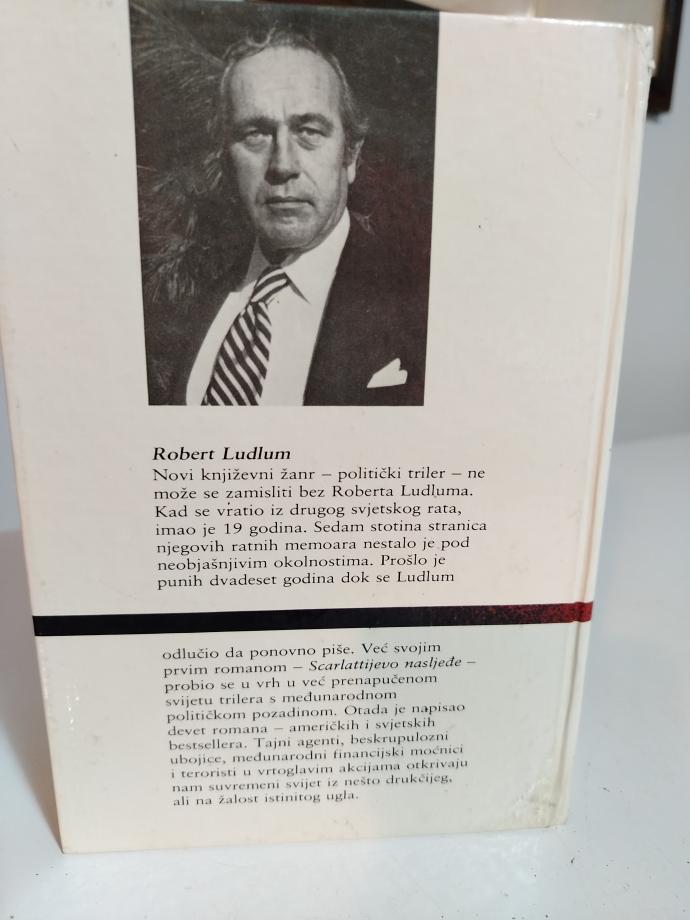 Robert Ludlum
Novi književni žanr – politički triler – ne
može se zamisliti bez Roberta Ludluma.
Kad se vratio iz drugog svjetskog rata,
imao je 19 godina. Sedam stotina stranica
njegovih ratnih memoara nestalo je pod
neobjašnjivim okolnostima. Prošlo je
punih dvadeset godina dok se Ludlum
odlučio da ponovno piše. Već svojim
prvim romanom – Scarlattijevo nasljeđe –
probio se u vrh u već prenapučenom
svijetu trilera s međunarodnom
političkom pozadinom. Otada je napisao
devet romana – američkih i svjetskih
bestsellera. Tajni agenti, beskrupulozni
ubojice, međunarodni financijski moćnici
i teroristi u vrtoglavim akcijama otkrivaju
nam suvremeni svijet iz nešto drukčijeg,
ali na žalost istinitog ugla.